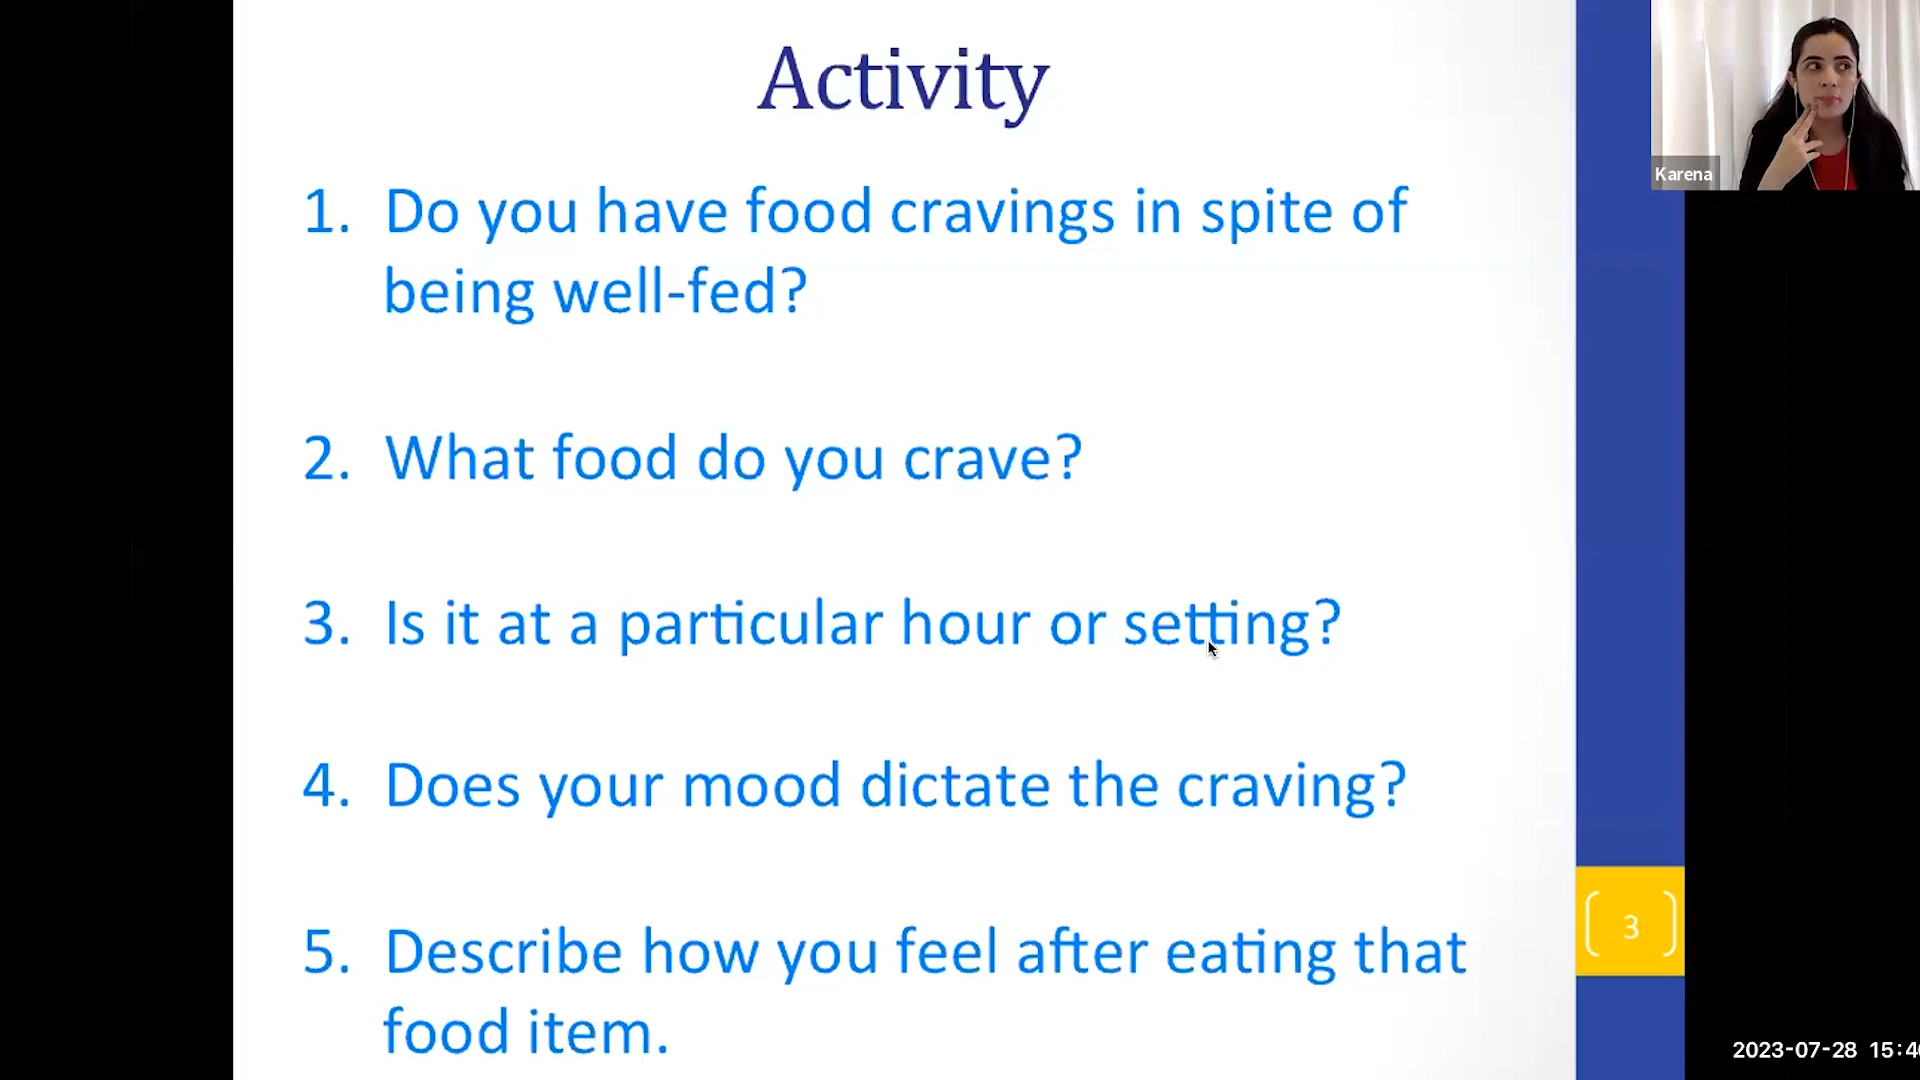 Activity
Karena
1. Do you have food cravings in spite of
being well-fed?
2. What food do you crave?
3. Is it at a particular hour or setting?
4. Does your mood dictate the craving?
5. Describe how you feel after eating that
food item.
3
2023-07-28 15:4